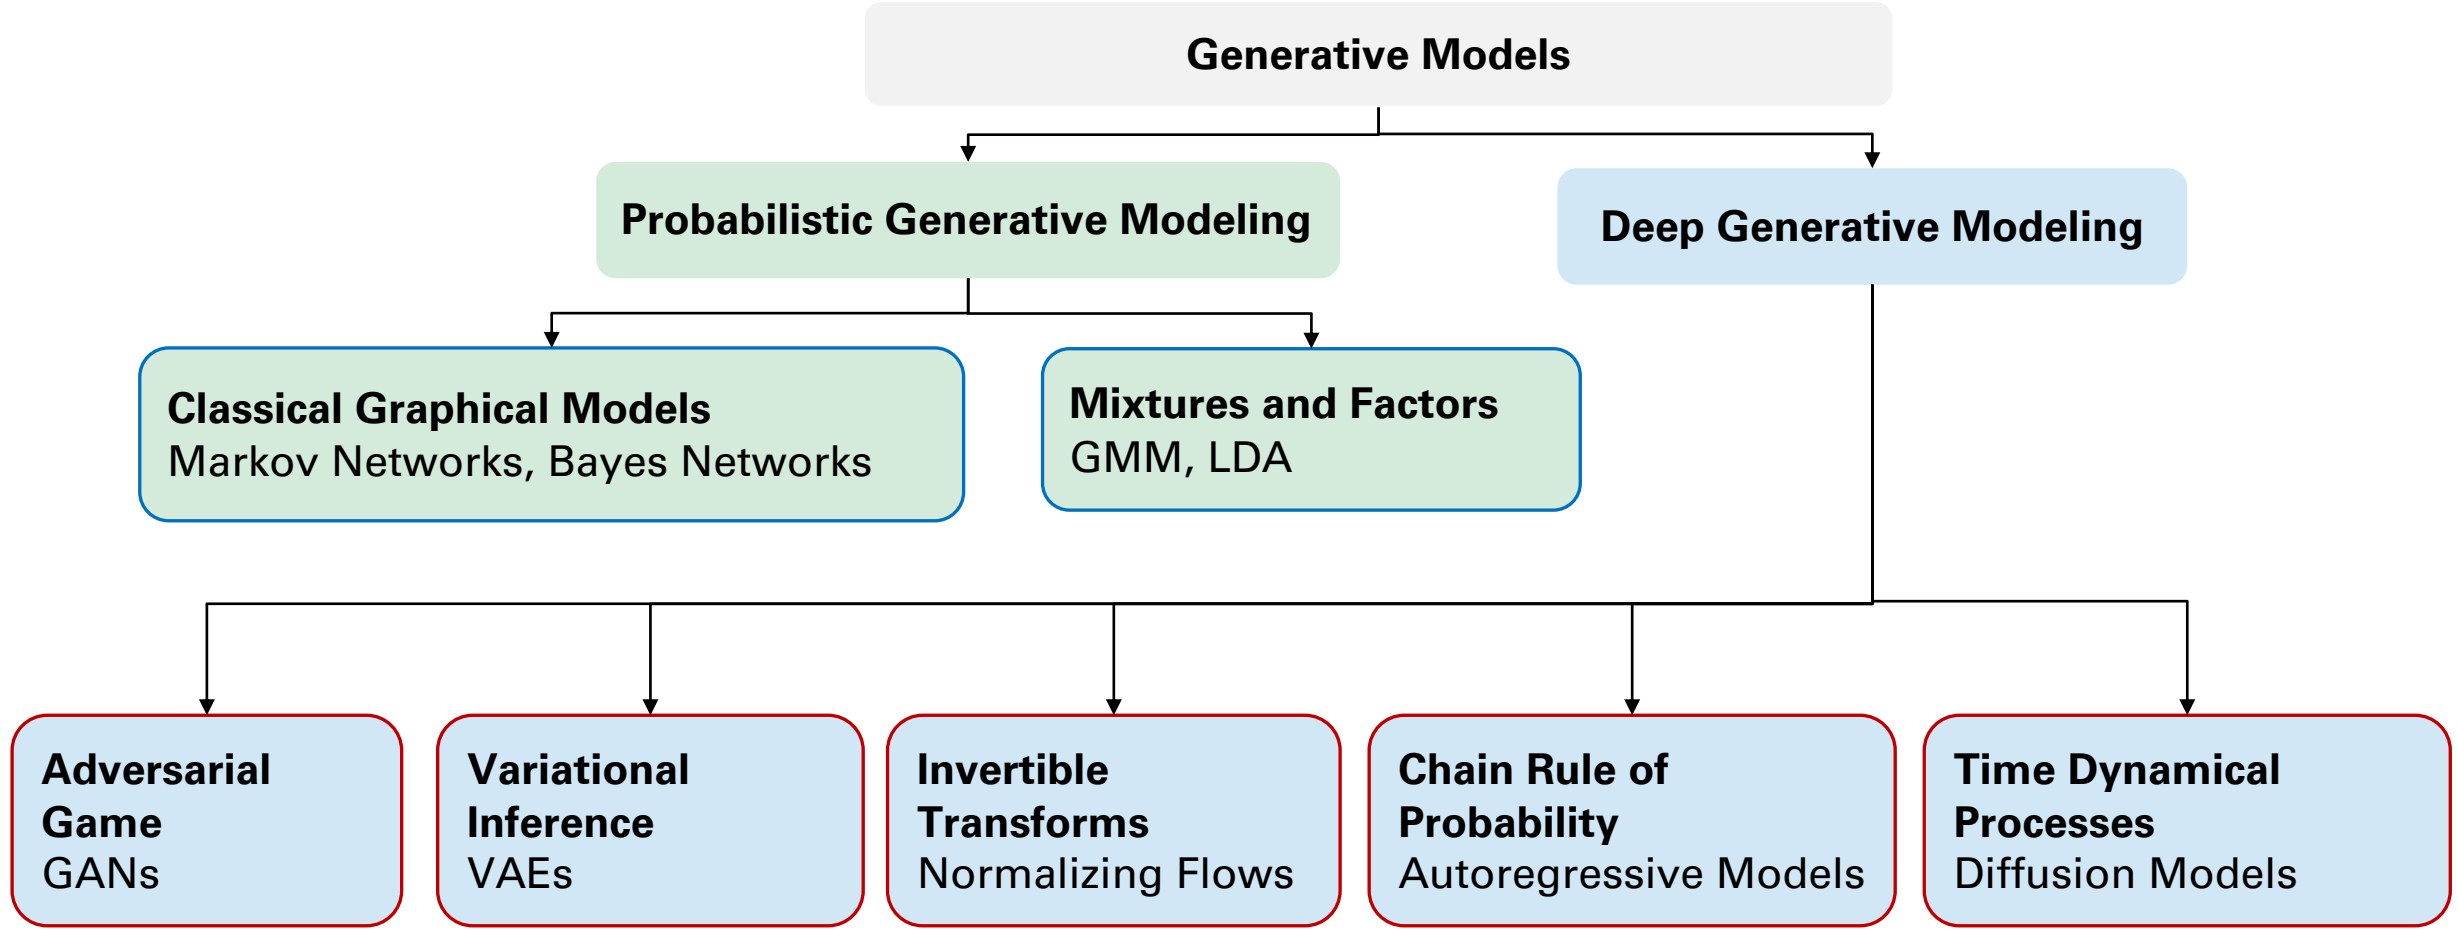 Generative Models
Probabilistic Generative Modeling
Deep Generative Modeling
Classical Graphical Models
Markov Networks, Bayes Networks
Mixtures and Factors
GMM, LDA
Adversarial
Game
GANs
Variational
Inference
VAEs
Invertible
Transforms
Normalizing Flows
Chain Rule of
Probability
Autoregressive Models
Time Dynamical
Processes
Diffusion Models